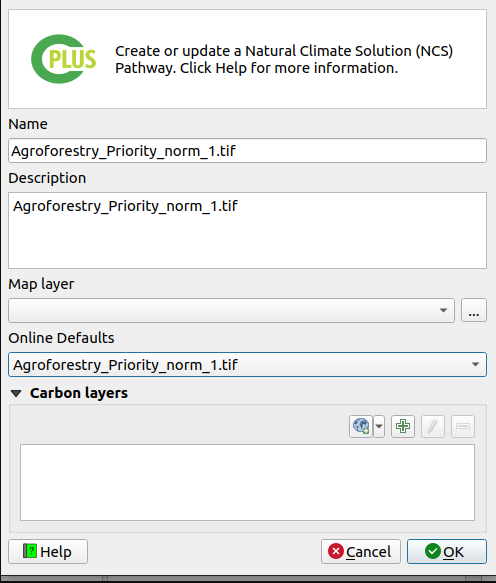 CPLUS
Create or update a Natural Climate Solution (NCS)
Pathway. Click Help for more information.
Name
Agroforestry_Priority_norm_1.tif
Description
Agroforestry_Priority_norm_1.tif
Map layer
...
Online Defaults
Agroforestry_Priority_norm_1.tif
Carbon layers
Help
Cancel
OK